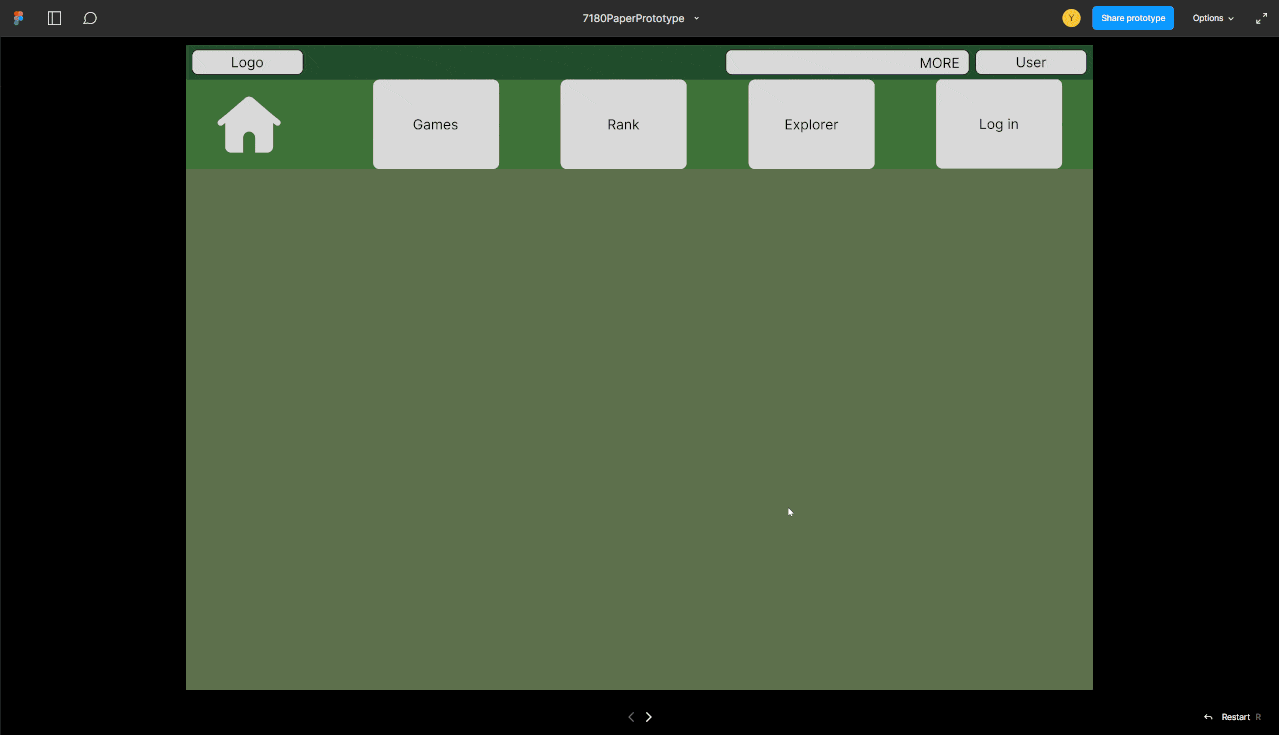 7180PaperPrototype
Y
Share prototype
Options
Logo
MORE
User
Games
Rank
Explorer
Log in
Restart R